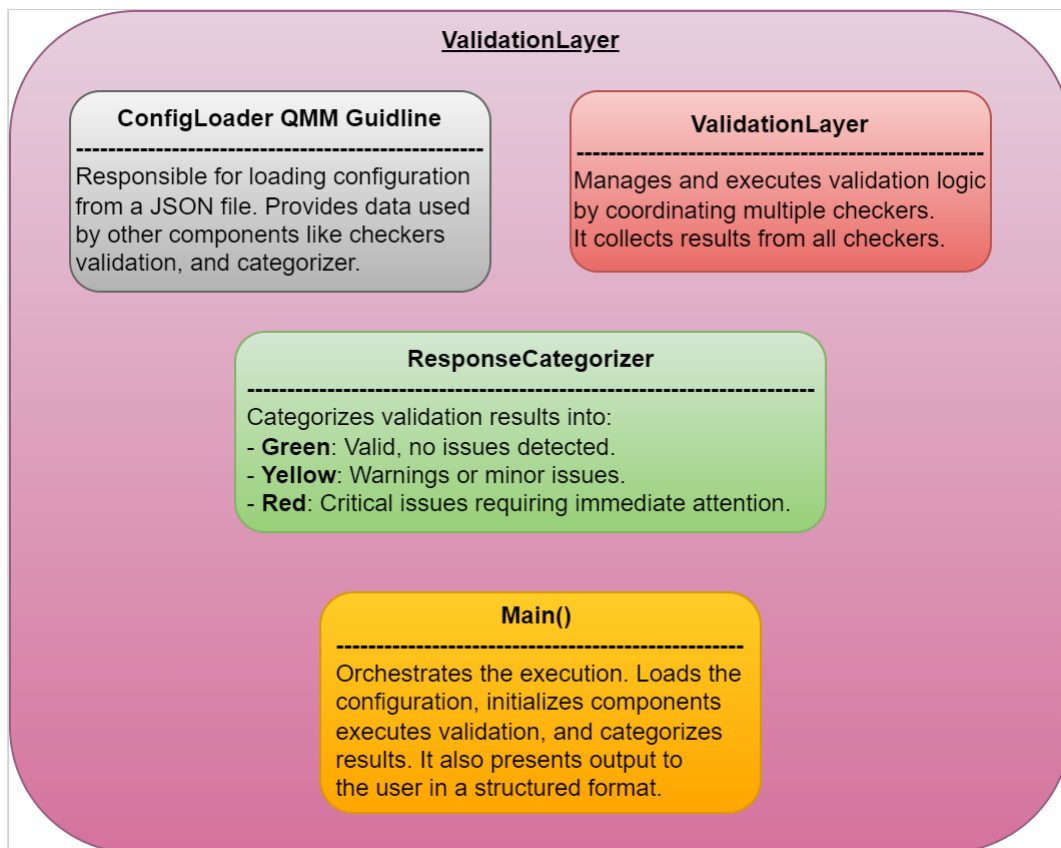 ValidationLayer
ConfigLoader QMM Guidline
---------------------------------------------------
Responsible for loading configuration
from a JSON file. Provides data used
by other components like checkers
validation, and categorizer.
ValidationLayer
---------------------------------------------------
Manages and executes validation logic
by coordinating multiple checkers.
It collects results from all checkers.
ResponseCategorizer
-----------------------------------------------------------------------
Categorizes validation results into:
- Green: Valid, no issues detected.
- Yellow: Warnings or minor issues.
- Red: Critical issues requiring immediate attention.
Main()
---------------------------------------------------
Orchestrates the execution. Loads the
configuration, initializes components
executes validation, and categorizes
results. It also presents output to
the user in a structured format.